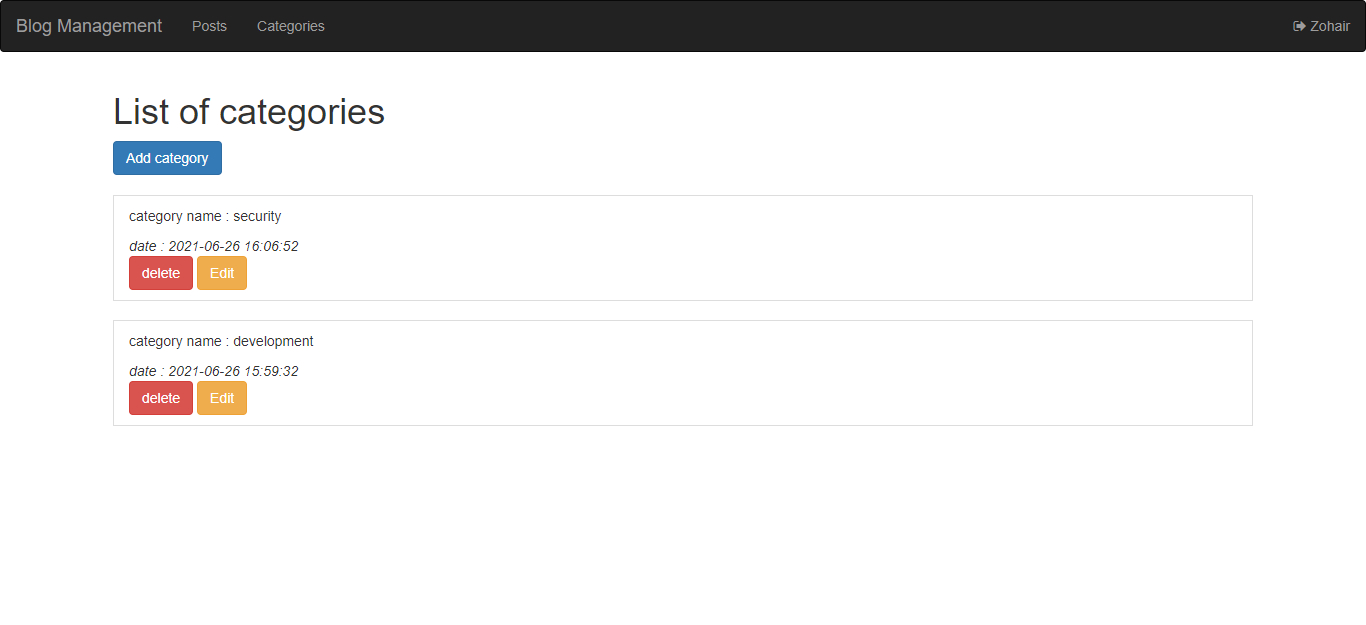 Blog Management Posts Categories Zohair
List of categories
Add category
category name : security
date : 2021-06-26 16:06:52
delete Edit
category name : development
date : 2021-06-26 15:59:32
delete Edit